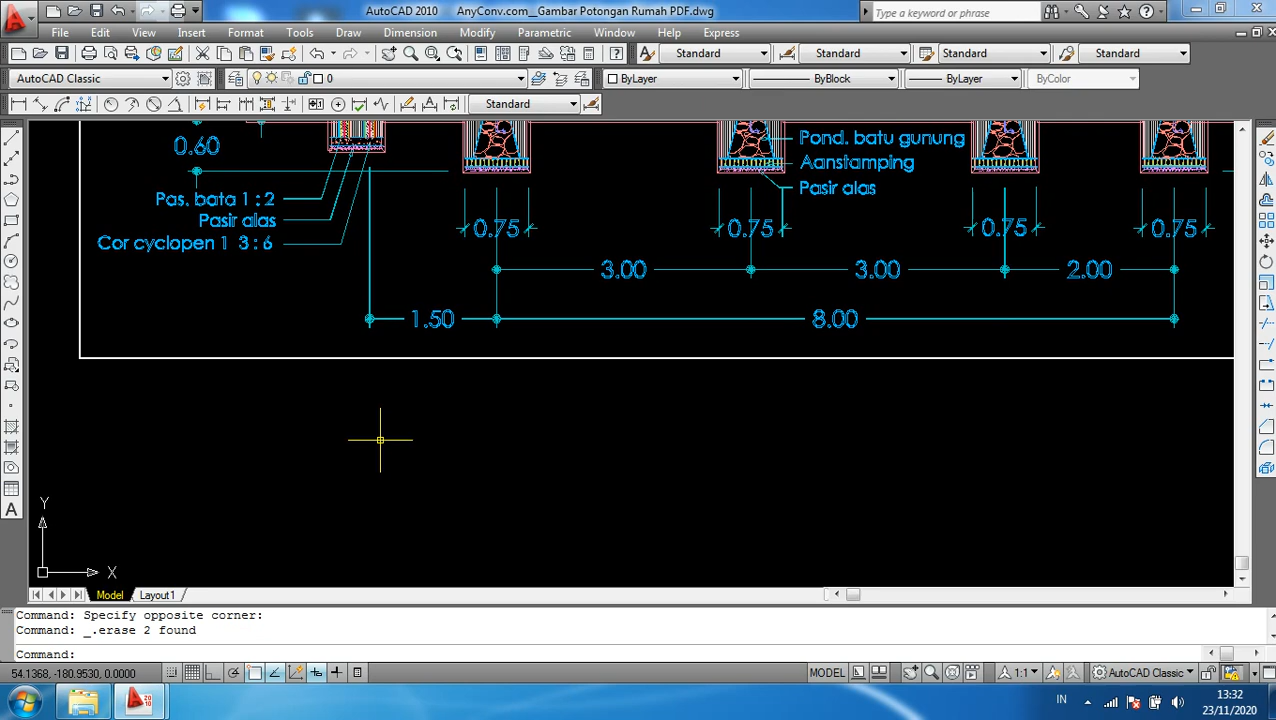 AutoCAD 2010 AnyConv.com__Gambar Potongan Rumah PDF.dwg
Type a keyword or phrase
File Edit View Insert Format Tools Draw Dimension Modify Parametric Window Help Express
Standard Standard Standard Standard
AutoCAD Classic 0 ByLayer ByBlock ByLayer ByColor
Standard
0.60
Pond. batu gunung
Aanstamping
Pasir alas
Pas. bata 1 : 2
Pasir alas
Cor cyclopen 1 3 : 6
0.75 0.75 0.75 0.75
3.00 3.00 2.00
1.50 8.00
Y
X
Model Layout1
Command: Specify opposite corner:
Command: _.erase 2 found
Command:
54.1368, -180.9530, 0.0000 MODEL 1:1 AutoCAD Classic
IN 13:32
23/11/2020